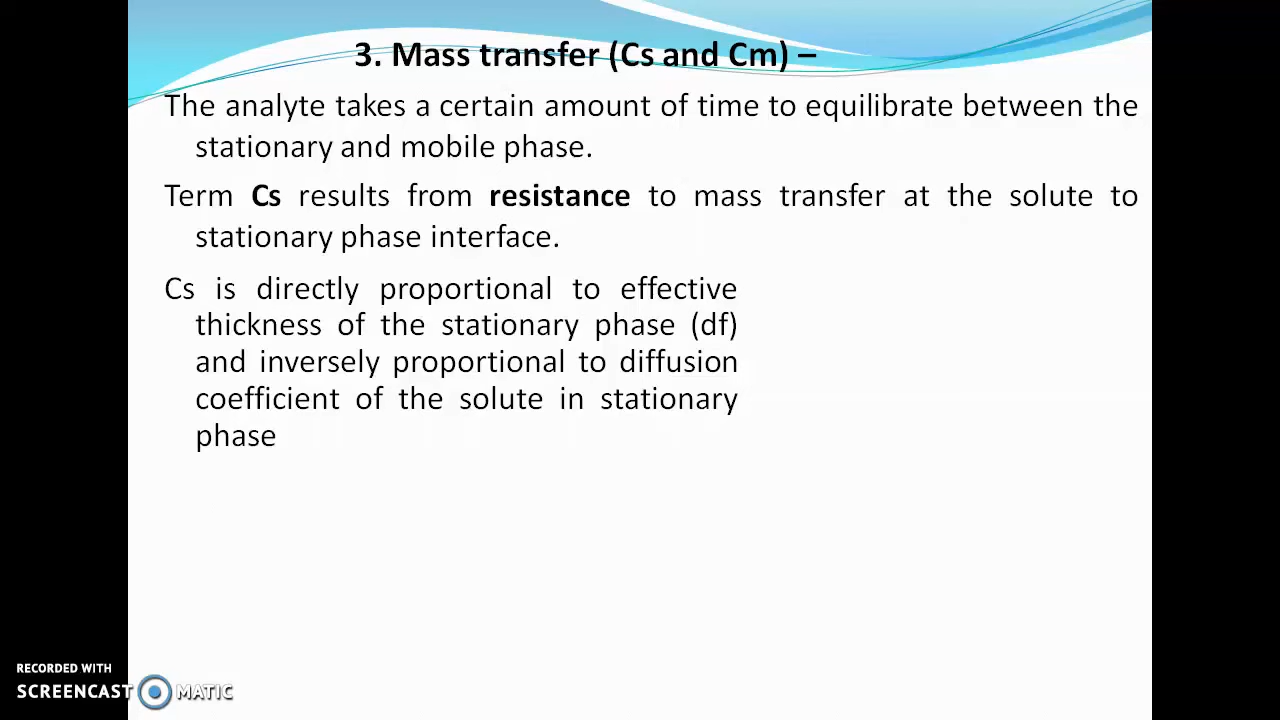 3. Mass transfer (Cs and Cm) –
The analyte takes a certain amount of time to equilibrate between the
stationary and mobile phase.
Term Cs results from resistance to mass transfer at the solute to
stationary phase interface.
Cs is directly proportional to effective
thickness of the stationary phase (df)
and inversely proportional to diffusion
coefficient of the solute in stationary
phase
RECORDED WITH
SCREENCAST MATIC